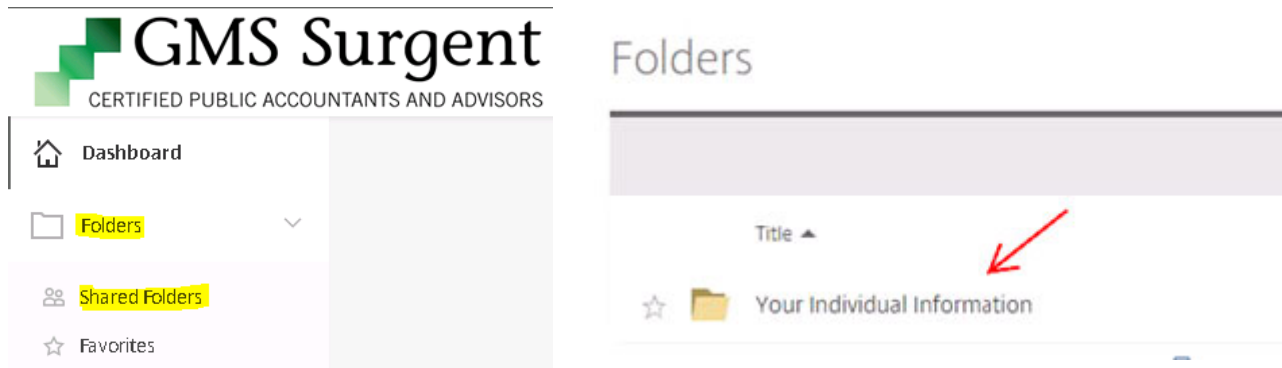 GMS Surgent
CERTIFIED PUBLIC ACCOUNTANTS AND ADVISORS
Dashboard
Folders
Shared Folders
Favorites
Folders
Title
Your Individual Information